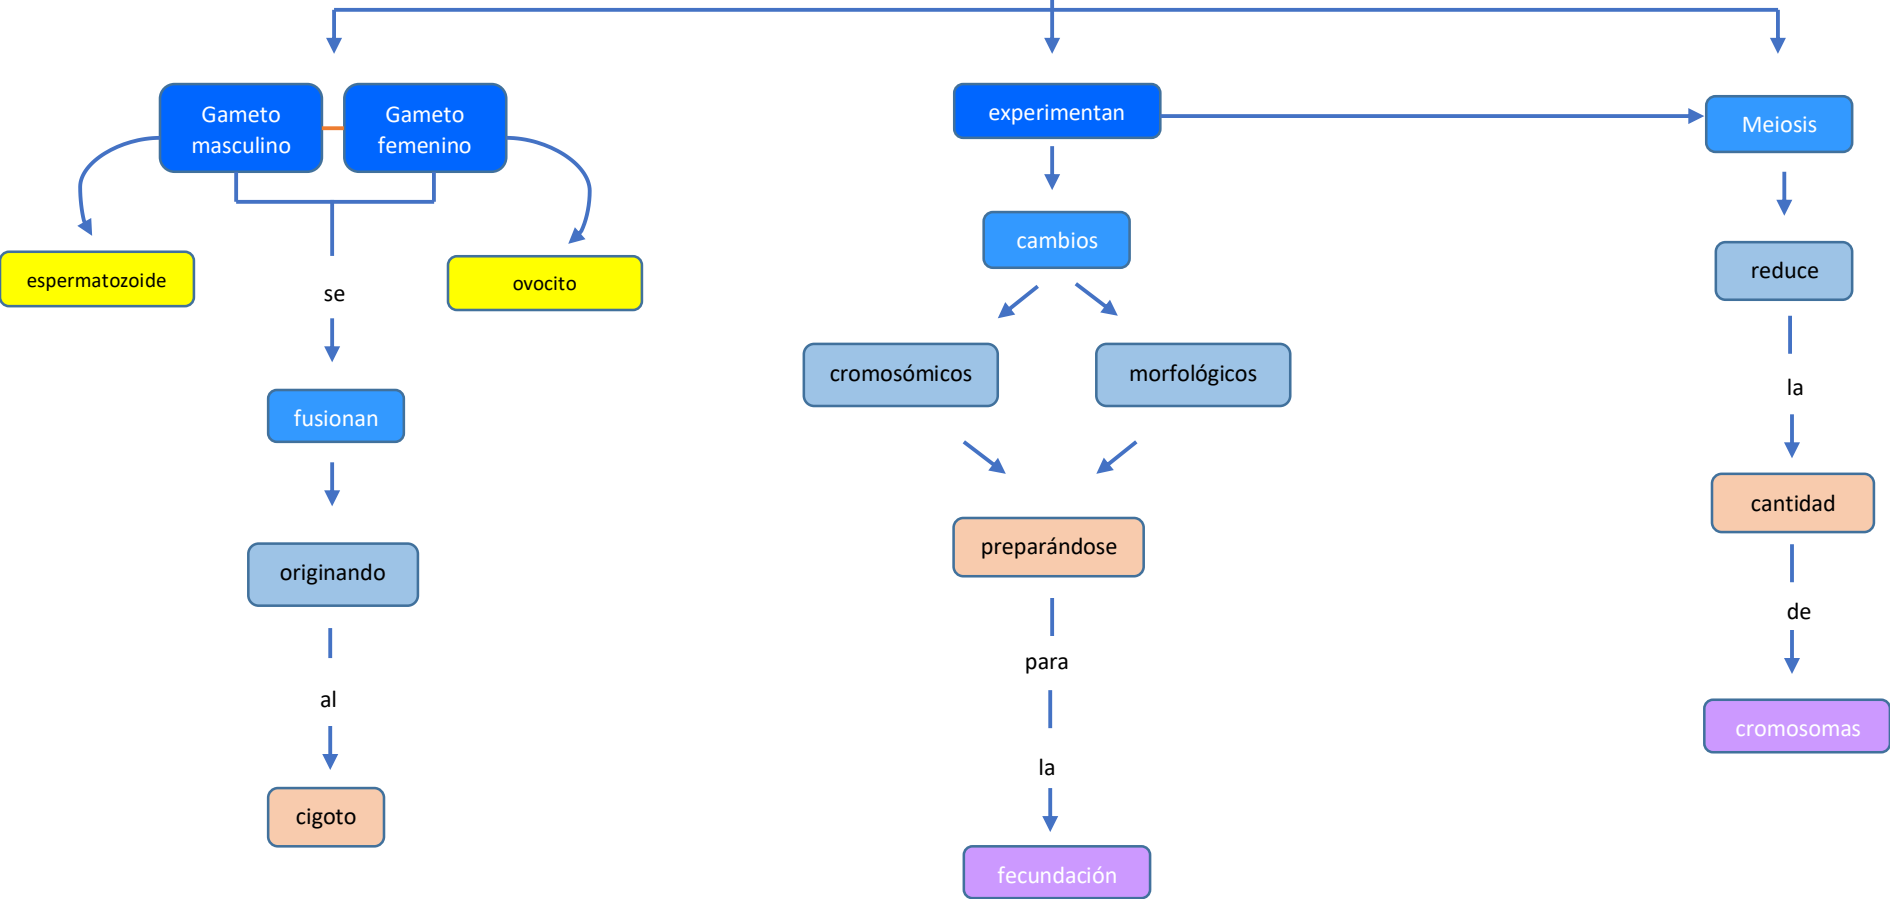 Gameto
masculino
Gameto
femenino
espermatozoide
ovocito
se
fusionan
originando
al
cigoto
experimentan
cambios
cromosómicos
morfológicos
preparándose
para
la
fecundación
Meiosis
reduce
la
cantidad
de
cromosomas